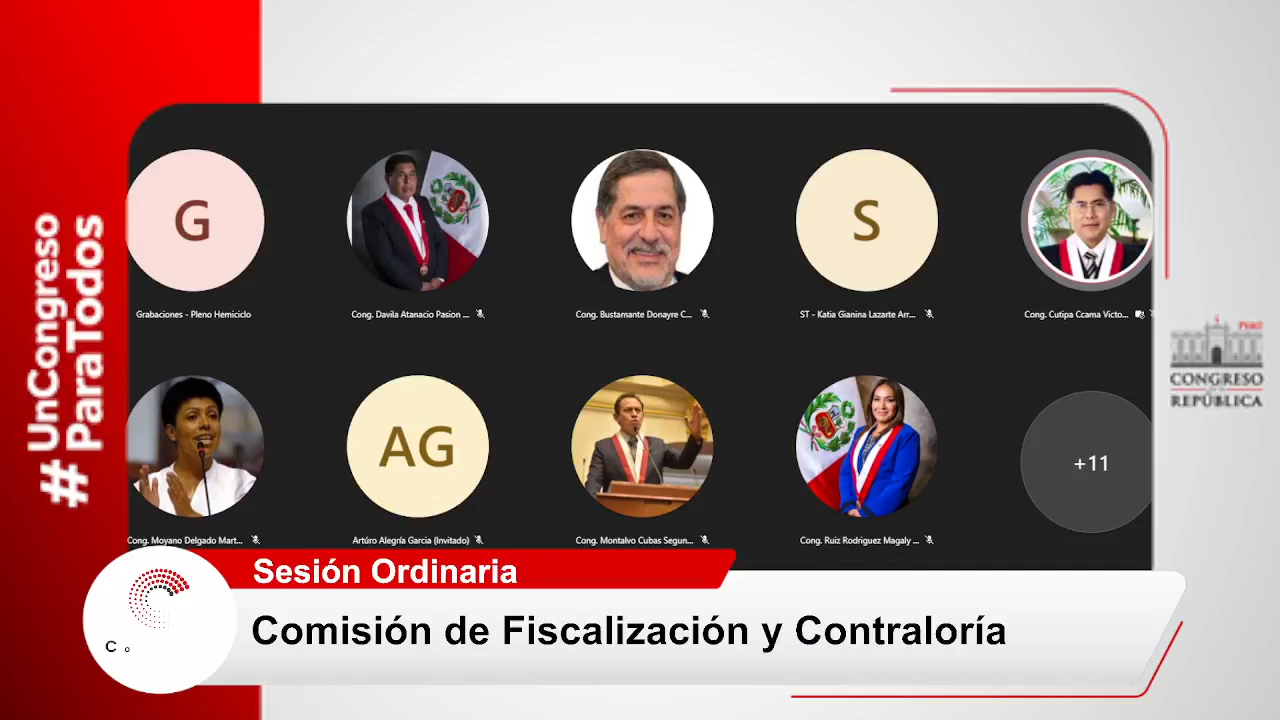 #UnCongreso
ParaTodos
G
S
Grabaciones - Pleno Hemiciclo
Cong. Davila Atanacio Pasion ...
Cong. Bustamante Donayre C...
ST - Katia Gianina Lazarte Arr...
Cong. Cutipa Ccama Victo...
AG
+11
Cong. Moyano Delgado Mart...
Artúro Alegría Garcia (Invitado)
Cong. Montalvo Cubas Segun...
Cong. Ruiz Rodriguez Magaly ...
PERÚ
CONGRESO
REPÚBLICA
Sesión Ordinaria
Comisión de Fiscalización y Contraloría
C o